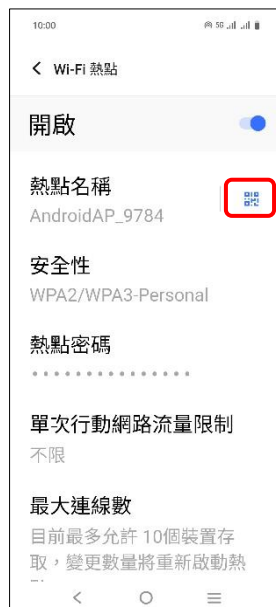 10:00
5G
Wi-Fi 熱點
開啟
熱點名稱
AndroidAP_9784
安全性
WPA2/WPA3-Personal
熱點密碼
單次行動網路流量限制
不限
最大連線數
目前最多允許 10個裝置存
取，變更數量將重新啟動熱